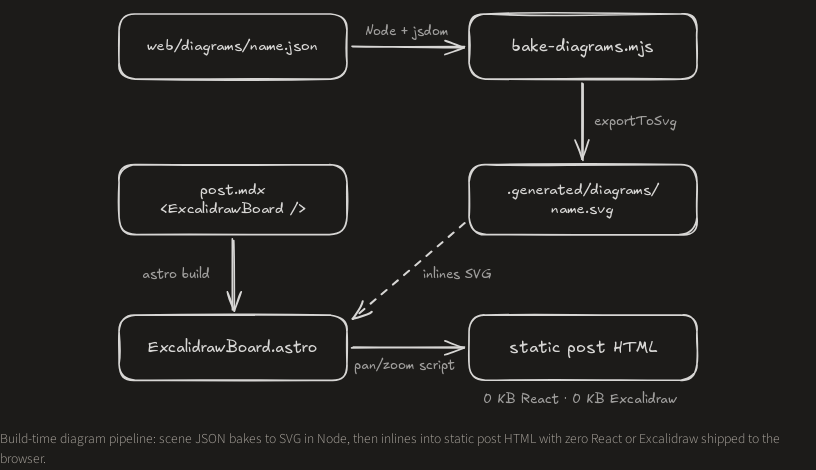 web/diagrams/name.json
Node + jsdom
bake-diagrams.mjs
exportToSvg
post.mdx
<ExcalidrawBoard />
.generated/diagrams/
name.svg
astro build
inlines SVG
ExcalidrawBoard.astro
pan/zoom script
static post HTML
0 KB React · 0 KB Excalidraw
Build-time diagram pipeline: scene JSON bakes to SVG in Node, then inlines into static post HTML with zero React or Excalidraw shipped to the
browser.